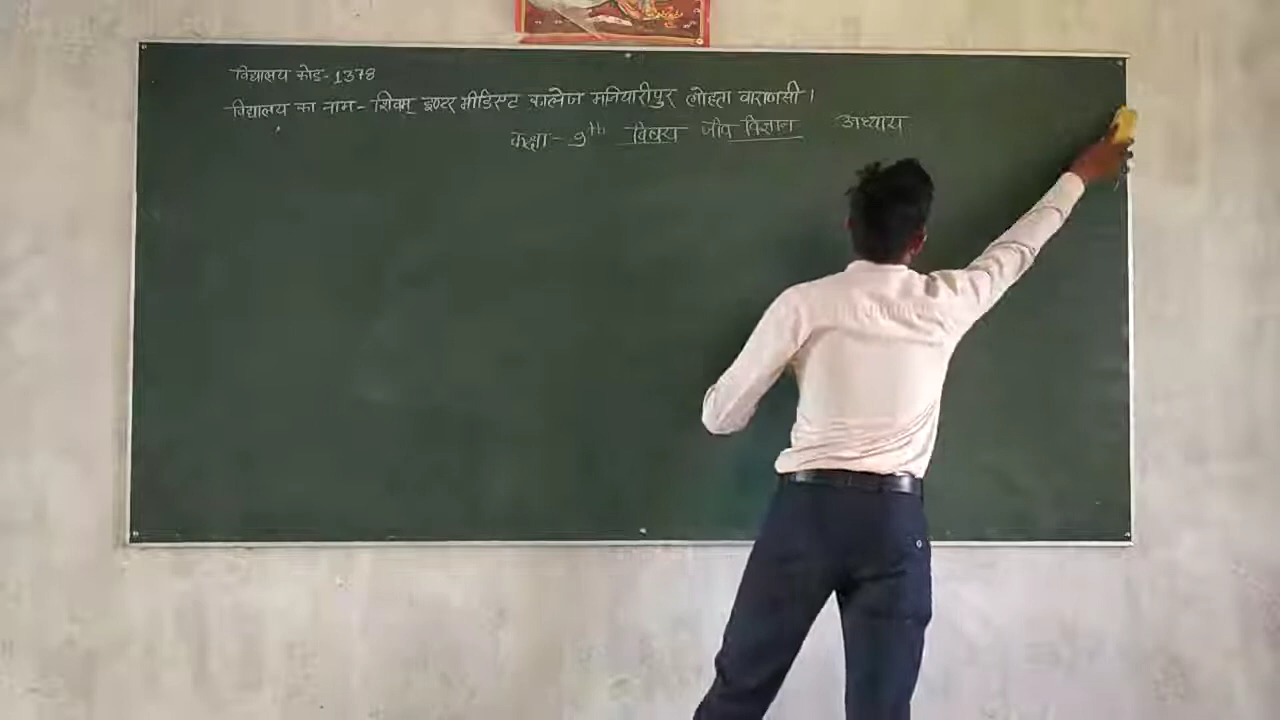 विद्यालय कोड-1378
विद्यालय का नाम- शिवम् इण्टर मीडिएट कालेज मनियारीपुर लोहता वाराणसी।
कक्षा-9th विषय जीव विज्ञान अध्याय